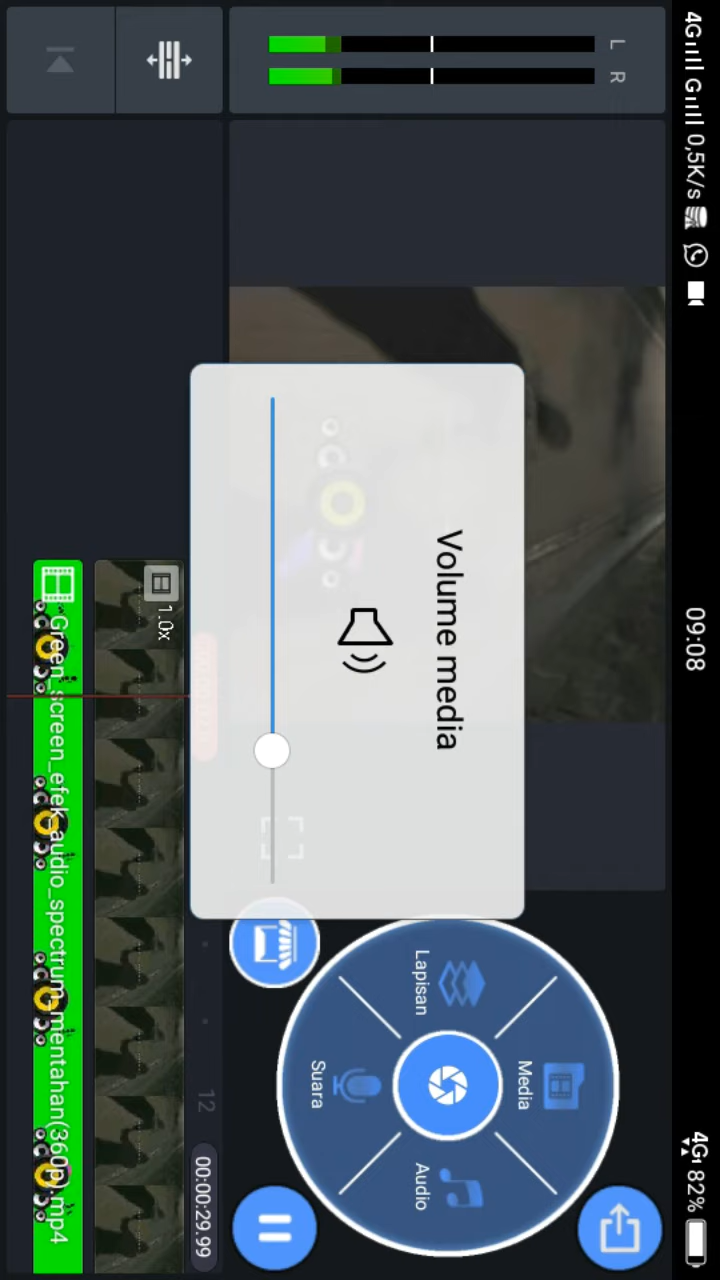 4G G 0,5K/s
09:08
4G 82%
L
R
Volume media
Media
Lapisan
Audio
Suara
12
00:00:29.99
1.0x
Green_screen_efek_audio_spectrum_mentahan(360p).mp4